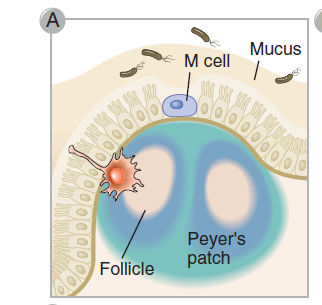 A
Mucus
M cell
Peyer's
patch
Follicle